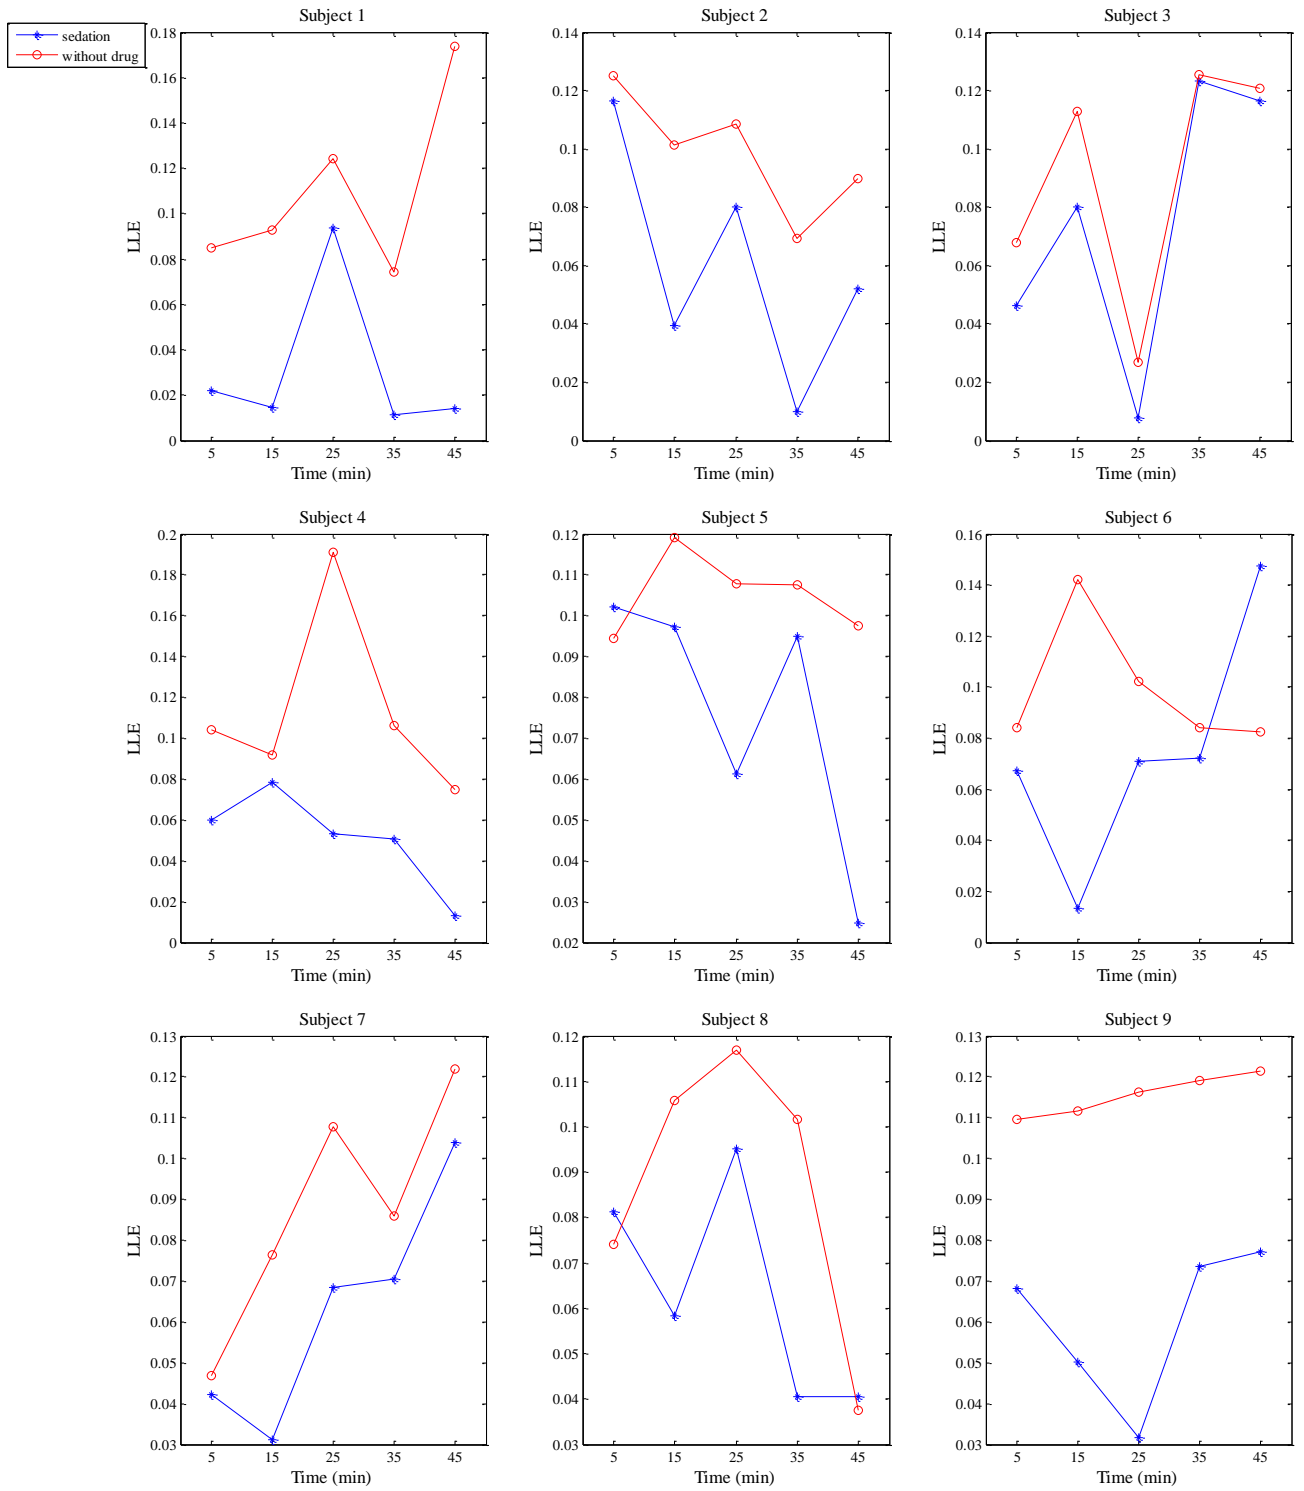 sedation
without drug
Subject 1
0.18
0.16
0.14
0.12
0.1
0.08
0.06
0.04
0.02
0
LLE
5 15 25 35 45
Time (min)
Subject 2
0.14
0.12
0.1
0.08
0.06
0.04
0.02
0
LLE
5 15 25 35 45
Time (min)
Subject 3
0.14
0.12
0.1
0.08
0.06
0.04
0.02
0
LLE
5 15 25 35 45
Time (min)
Subject 4
0.2
0.18
0.16
0.14
0.12
0.1
0.08
0.06
0.04
0.02
0
LLE
5 15 25 35 45
Time (min)
Subject 5
0.12
0.11
0.1
0.09
0.08
0.07
0.06
0.05
0.04
0.03
0.02
LLE
5 15 25 35 45
Time (min)
Subject 6
0.16
0.14
0.12
0.1
0.08
0.06
0.04
0.02
0
LLE
5 15 25 35 45
Time (min)
Subject 7
0.13
0.12
0.11
0.1
0.09
0.08
0.07
0.06
0.05
0.04
0.03
LLE
5 15 25 35 45
Time (min)
Subject 8
0.12
0.11
0.1
0.09
0.08
0.07
0.06
0.05
0.04
0.03
LLE
5 15 25 35 45
Time (min)
Subject 9
0.13
0.12
0.11
0.1
0.09
0.08
0.07
0.06
0.05
0.04
0.03
LLE
5 15 25 35 45
Time (min)